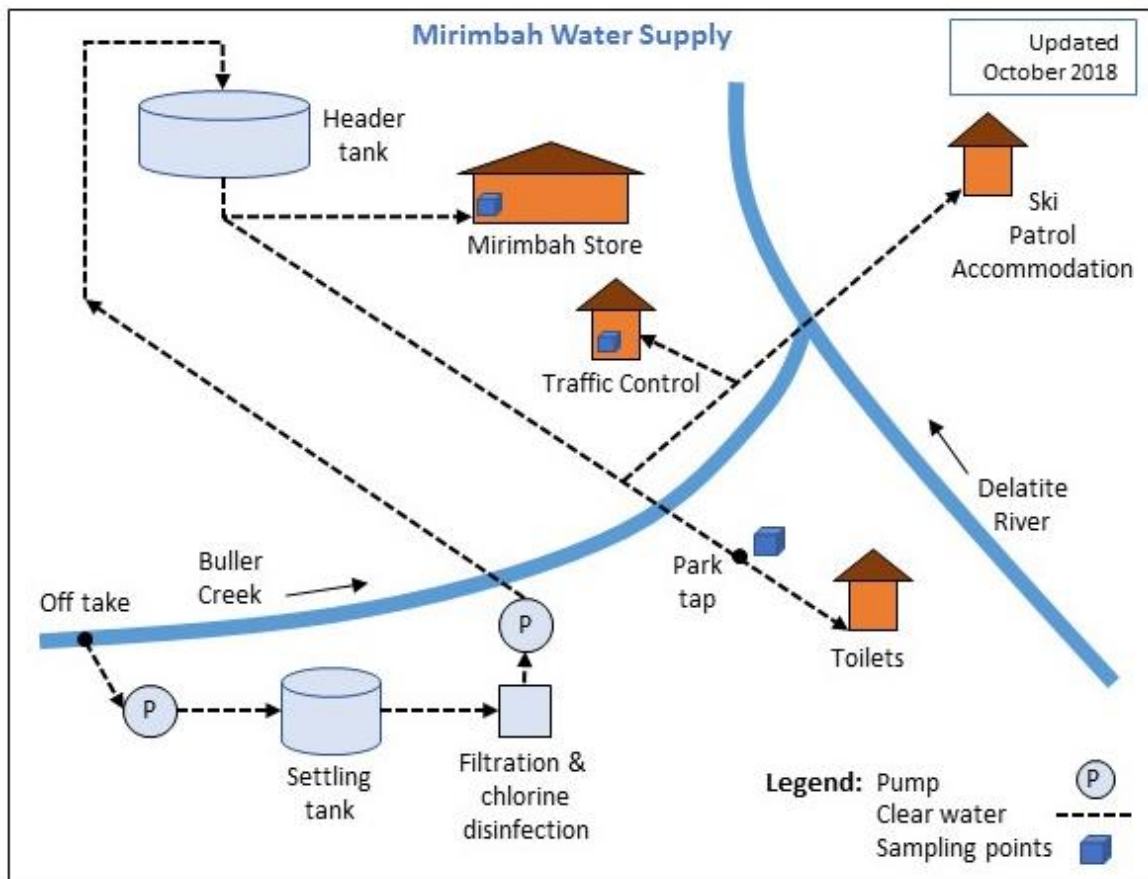 Mirimbah Water Supply
Updated
October 2018
Header
tank
Mirimbah Store
Ski
Patrol
Accommodation
Traffic Control
Delatite
River
Buller
Creek
Off take
Park
tap
P
Toilets
P
Settling
tank
Filtration &
chlorine
disinfection
Legend: Pump P
Clear water
Sampling points